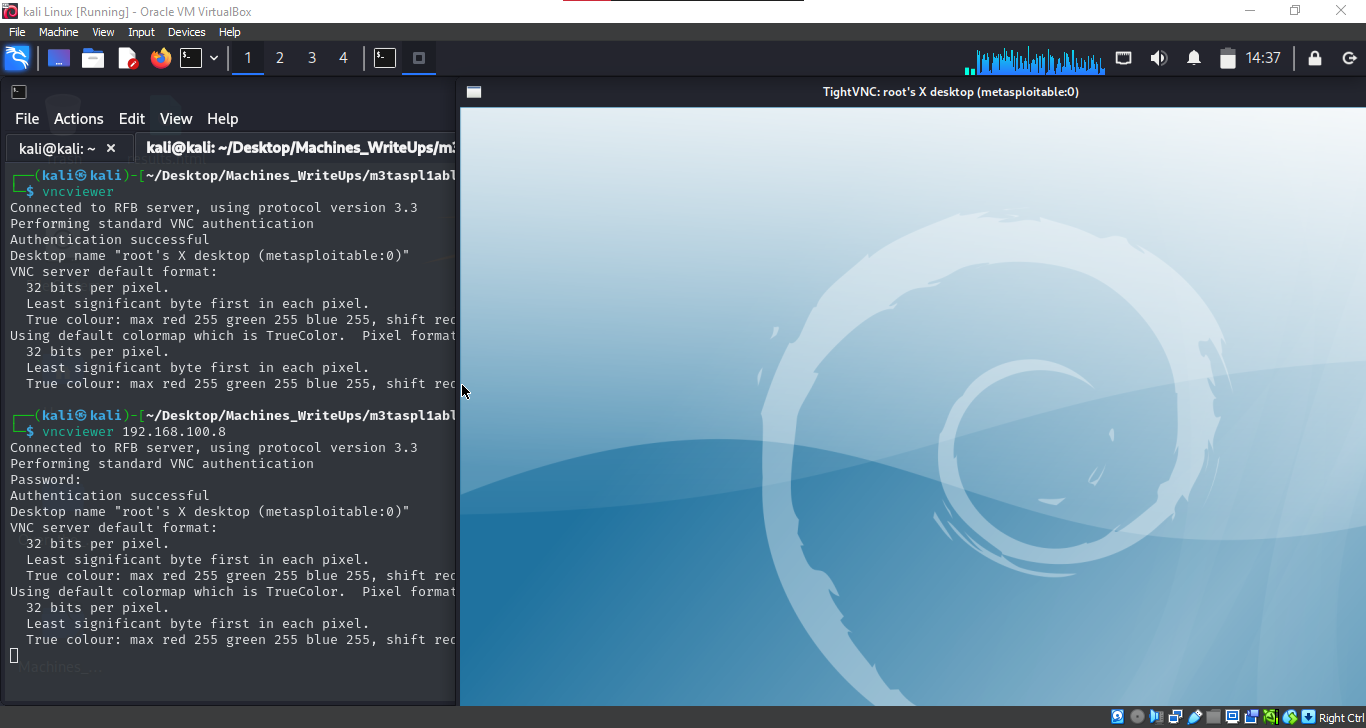 kali Linux [Running] - Oracle VM VirtualBox
File Machine View Input Devices Help
1 2 3 4 14:37
TightVNC: root's X desktop (metasploitable:0)
File Actions Edit View Help
kali@kali: ~ × kali@kali: ~/Desktop/Machines_WriteUps/m3
┌──(kali㉿kali)-[~/Desktop/Machines_WriteUps/m3taspl1abl
└─$ vncviewer
Connected to RFB server, using protocol version 3.3
Performing standard VNC authentication
Authentication successful
Desktop name "root's X desktop (metasploitable:0)"
VNC server default format:
32 bits per pixel.
Least significant byte first in each pixel.
True colour: max red 255 green 255 blue 255, shift red
Using default colormap which is TrueColor. Pixel format
32 bits per pixel.
Least significant byte first in each pixel.
True colour: max red 255 green 255 blue 255, shift red
┌──(kali㉿kali)-[~/Desktop/Machines_WriteUps/m3taspl1abl
└─$ vncviewer 192.168.100.8
Connected to RFB server, using protocol version 3.3
Performing standard VNC authentication
Password:
Authentication successful
Desktop name "root's X desktop (metasploitable:0)"
VNC server default format:
32 bits per pixel.
Least significant byte first in each pixel.
True colour: max red 255 green 255 blue 255, shift red
Using default colormap which is TrueColor. Pixel format
32 bits per pixel.
Least significant byte first in each pixel.
True colour: max red 255 green 255 blue 255, shift red
Machines_...
Right Ctrl